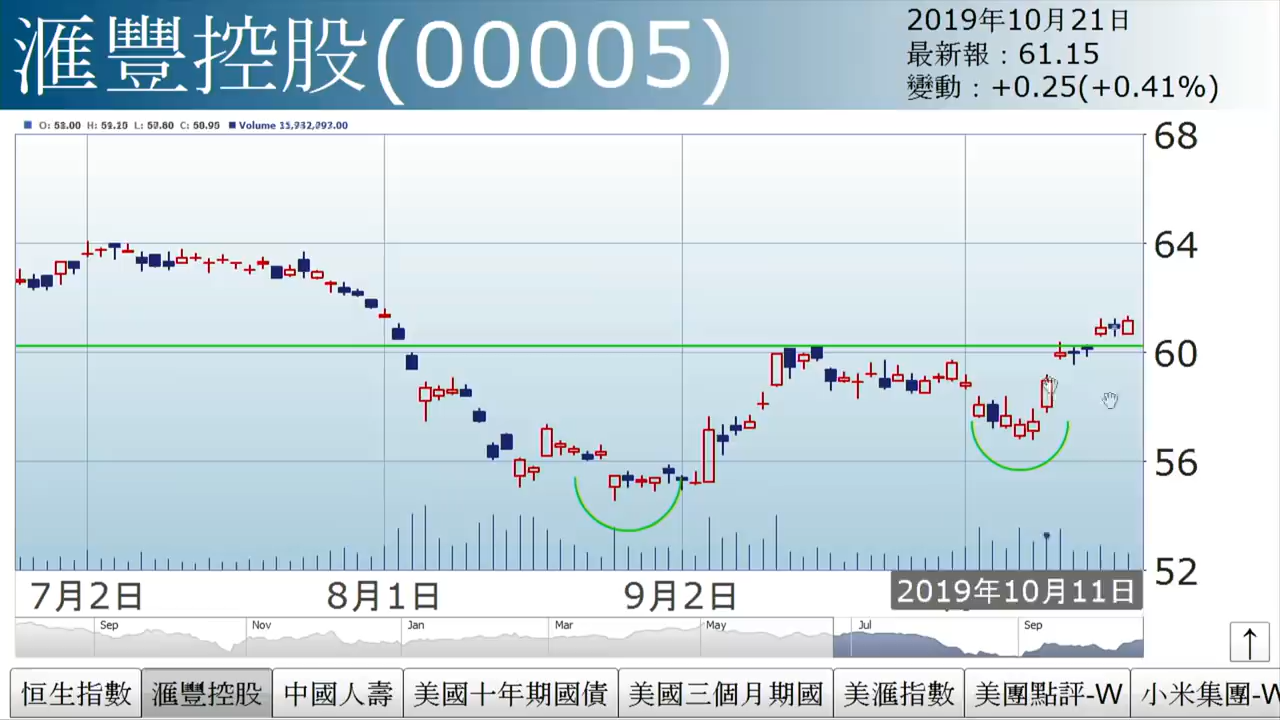 滙豐控股(00005)
2019年10月21日
最新報：61.15
變動：+0.25(+0.41%)
Volume
68
64
60
56
52
7月2日
8月1日
9月2日
2019年10月11日
Sep
Nov
Jan
Mar
May
Jul
Sep
↑
恒生指數
滙豐控股
中國人壽
美國十年期國債
美國三個月期國
美滙指數
美團點評-W
小米集團-W